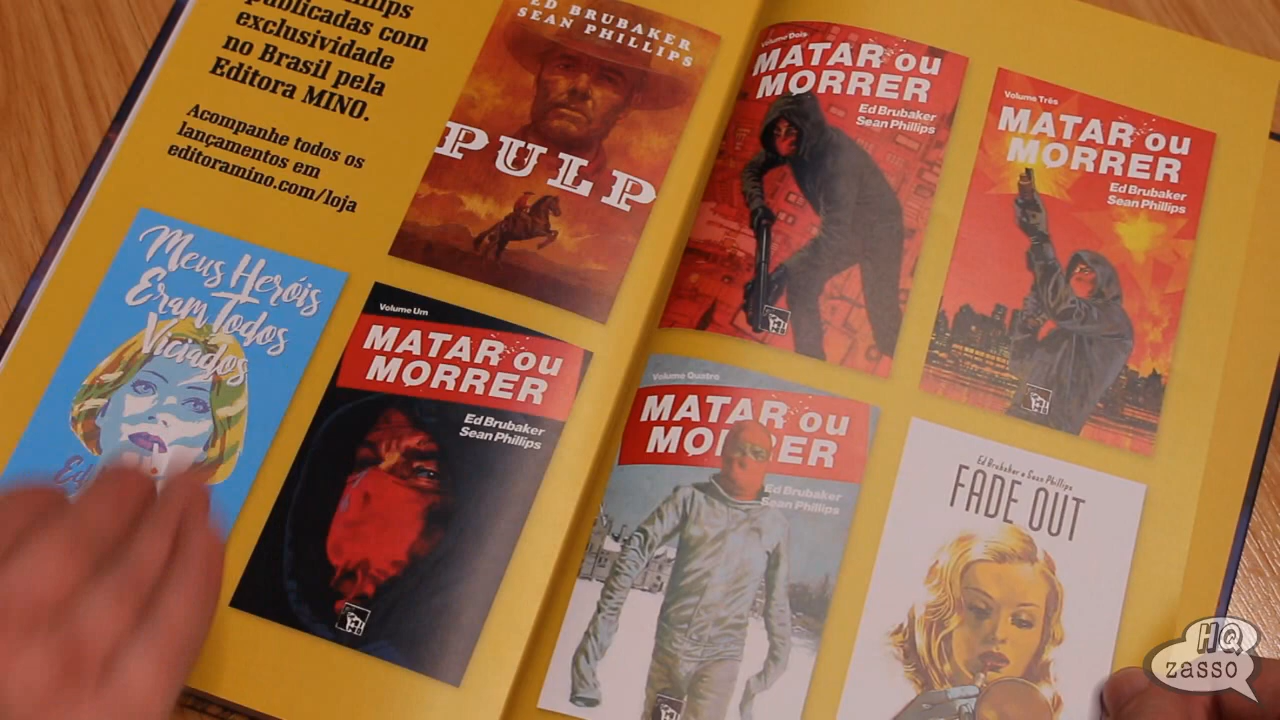 publicadas com
exclusividade
no Brasil pela
Editora MINO.
Acompanhe todos os
lançamentos em
editoramino.com/loja
ED BRUBAKER
SEAN PHILLIPS
PULP
Meus Heróis
Eram Todos
Viciados
Ed
Volume Um
MATAR ou
MORRER
Ed Brubaker
Sean Phillips
Volume Dois
MATAR ou
MORRER
Ed Brubaker
Sean Phillips
Volume Três
MATAR ou
MORRER
Ed Brubaker
Sean Phillips
Volume Quatro
MATAR ou
MORRER
Ed Brubaker
Sean Phillips
Ed Brubaker e Sean Phillips
FADE OUT
HQ
zasso